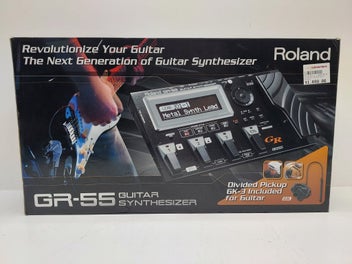 Revolutionize Your Guitar
The Next Generation of Guitar Synthesizer
Roland
Metal Synth Lead
GR
GR-55 GUITAR
SYNTHESIZER
Divided Pickup
GK-3 Included
for Guitar